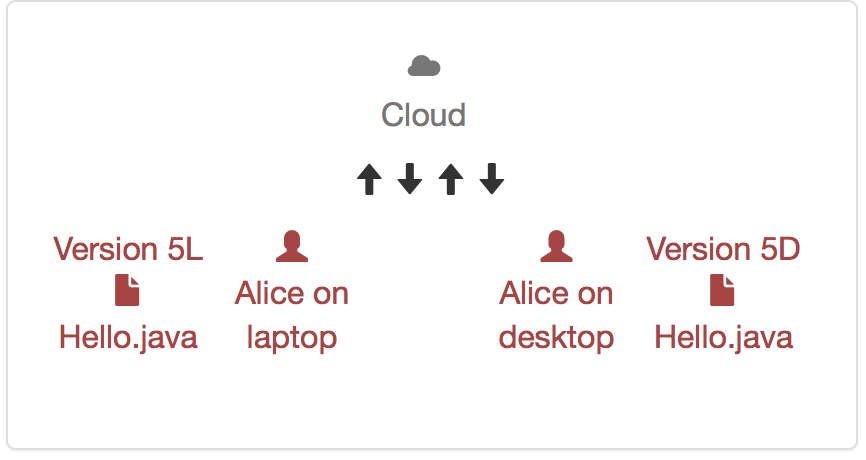 Cloud
Version 5L
Hello.java
Alice on
laptop
Alice on
desktop
Version 5D
Hello.java